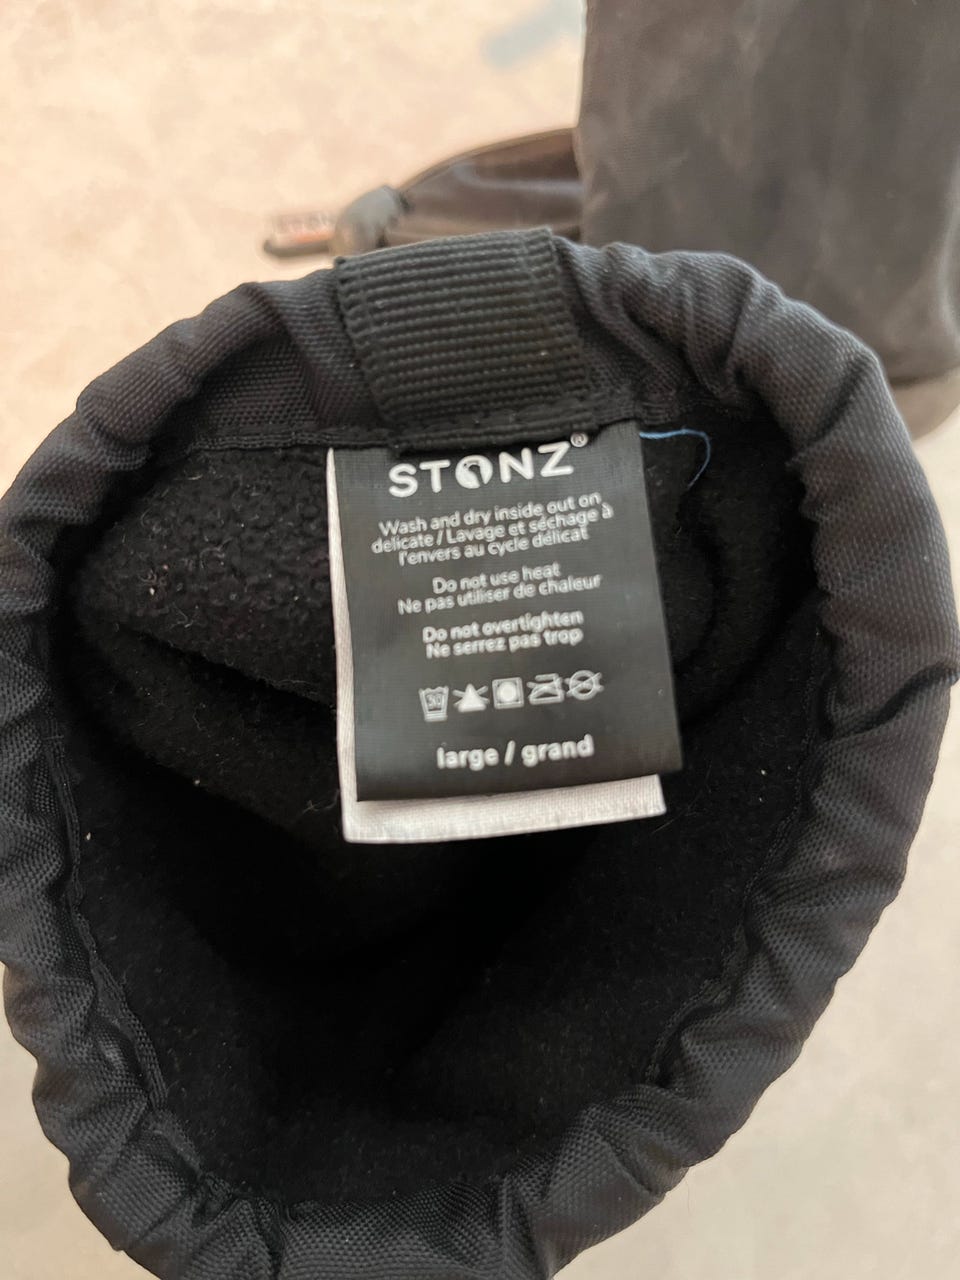 STONZ®
Wash and dry inside out on
delicate / Lavage et séchage à
l'envers au cycle délicat
Do not use heat
Ne pas utiliser de chaleur
Do not overtighten
Ne serrez pas trop
30
large / grand